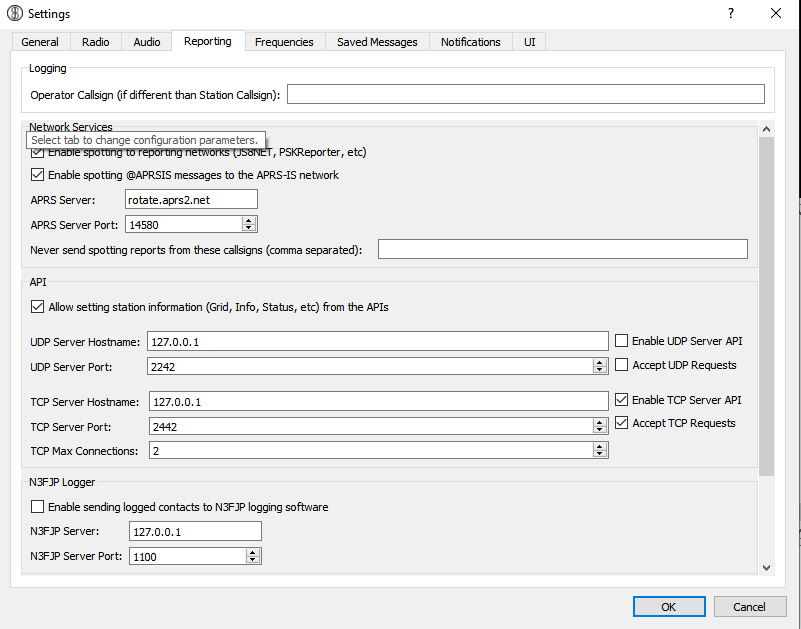 Settings
?
General Radio Audio Reporting Frequencies Saved Messages Notifications UI
Logging
Operator Callsign (if different than Station Callsign):
Network Services
Select tab to change configuration parameters.
Enable spotting to reporting networks (JS8NET, PSKReporter, etc)
Enable spotting @APRSIS messages to the APRS-IS network
APRS Server: rotate.aprs2.net
APRS Server Port: 14580
Never send spotting reports from these callsigns (comma separated):
API
Allow setting station information (Grid, Info, Status, etc) from the APIs
UDP Server Hostname: 127.0.0.1 Enable UDP Server API
UDP Server Port: 2242 Accept UDP Requests
TCP Server Hostname: 127.0.0.1 Enable TCP Server API
TCP Server Port: 2442 Accept TCP Requests
TCP Max Connections: 2
N3FJP Logger
Enable sending logged contacts to N3FJP logging software
N3FJP Server: 127.0.0.1
N3FJP Server Port: 1100
OK Cancel